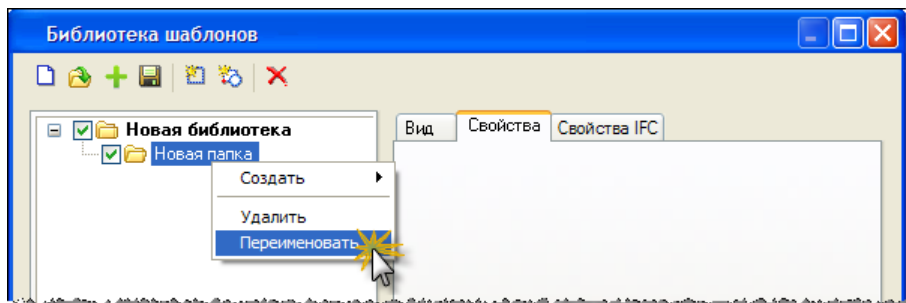 Библиотека шаблонов
Новая библиотека
Новая папка
Вид Свойства Свойства IFC
Создать
Удалить
Переименовать